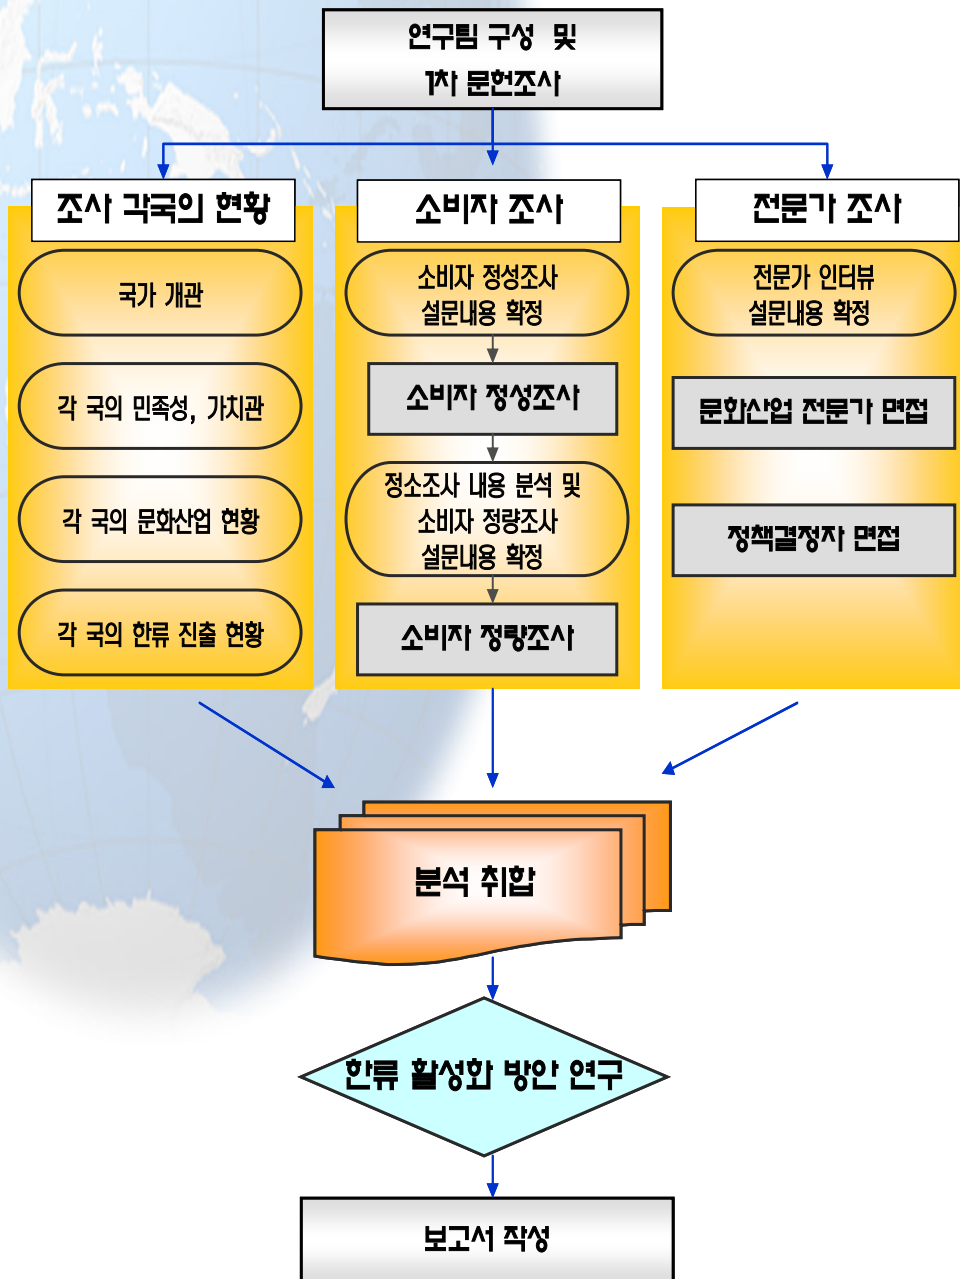 연구팀 구성 및
1차 문헌조사
조사 각국의 현황
국가 개관
각 국의 민족성, 가치관
각 국의 문화산업 현황
각 국의 한류 진출 현황
소비자 조사
소비자 정성조사
설문내용 확정
소비자 정성조사
정소조사 내용 분석 및
소비자 정량조사
설문내용 확정
소비자 정량조사
전문가 조사
전문가 인터뷰
설문내용 확정
문화산업 전문가 면접
정책결정자 면접
분석 취합
한류 활성화 방안 연구
보고서 작성